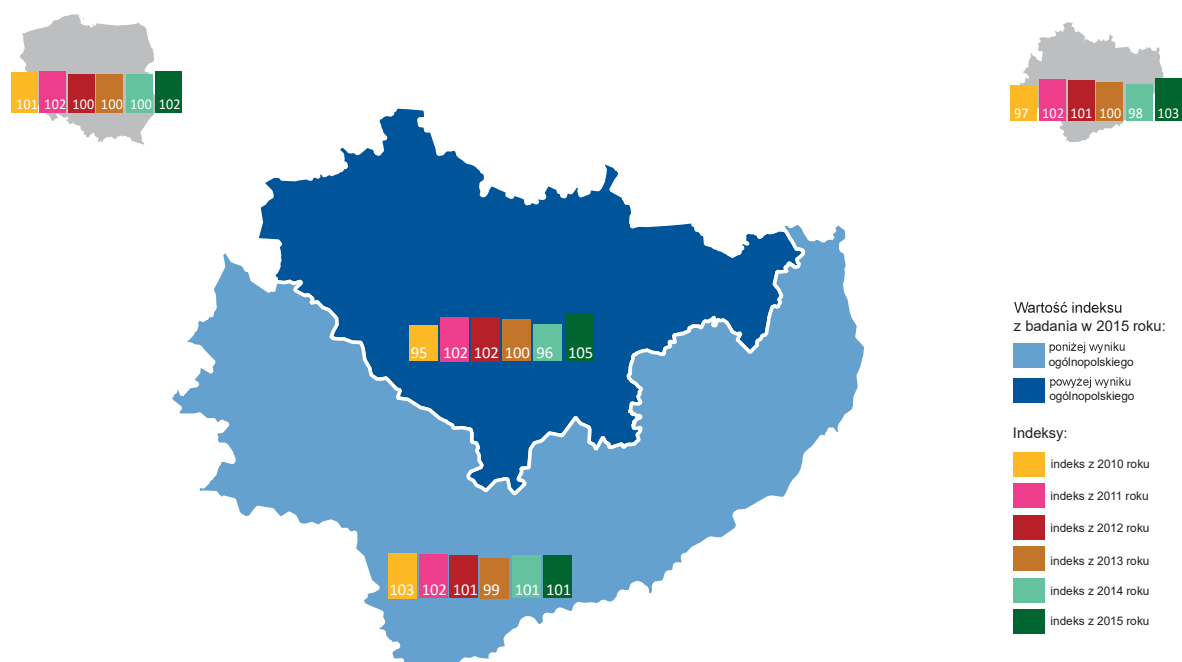 101 102 100 100 100 102
97 102 101 100 98 103
95 102 102 100 96 105
103 102 101 99 101 101
Wartość indeksu
z badania w 2015 roku:
poniżej wyniku
ogólnopolskiego
powyżej wyniku
ogólnopolskiego
Indeksy:
indeks z 2010 roku
indeks z 2011 roku
indeks z 2012 roku
indeks z 2013 roku
indeks z 2014 roku
indeks z 2015 roku